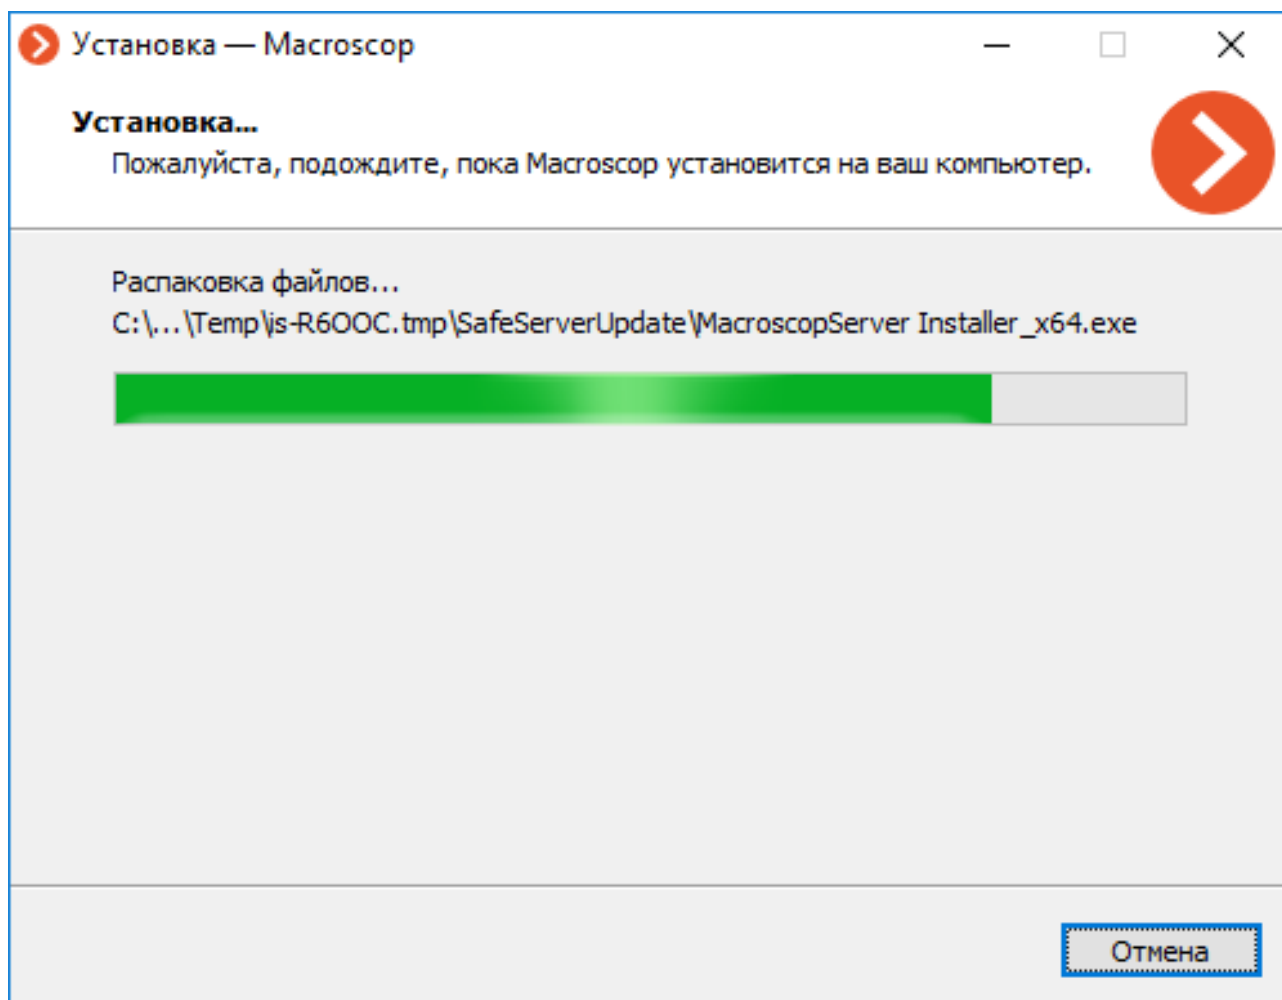 Установка — Macroscop
Установка...
Пожалуйста, подождите, пока Macroscop установится на ваш компьютер.
Распаковка файлов...
C:\...\Temp\is-R6OOC.tmp\SafeServerUpdate\MacroscopServer Installer_x64.exe
Отмена